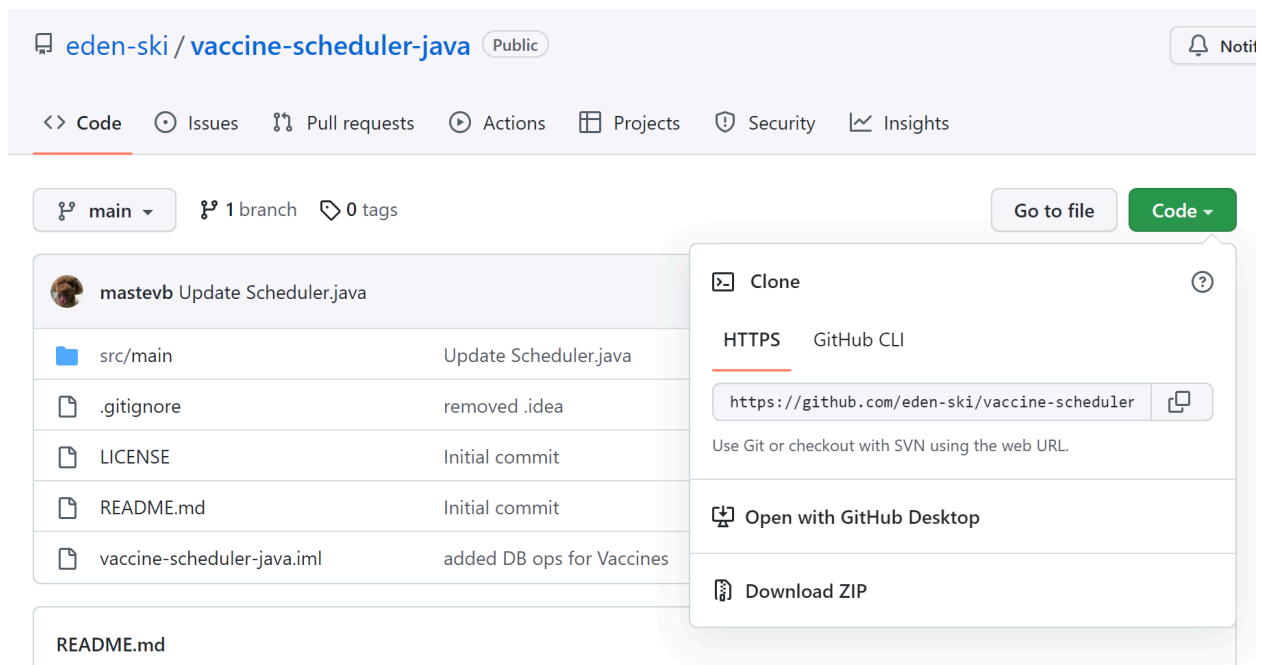 eden-ski / vaccine-scheduler-java Public
Notif
Code Issues Pull requests Actions Projects Security Insights
main 1 branch 0 tags Go to file Code
mastevb Update Scheduler.java
src/main Update Scheduler.java
.gitignore removed .idea
LICENSE Initial commit
README.md Initial commit
vaccine-scheduler-java.iml added DB ops for Vaccines
README.md
Clone
HTTPS GitHub CLI
https://github.com/eden-ski/vaccine-scheduler
Use Git or checkout with SVN using the web URL.
Open with GitHub Desktop
Download ZIP